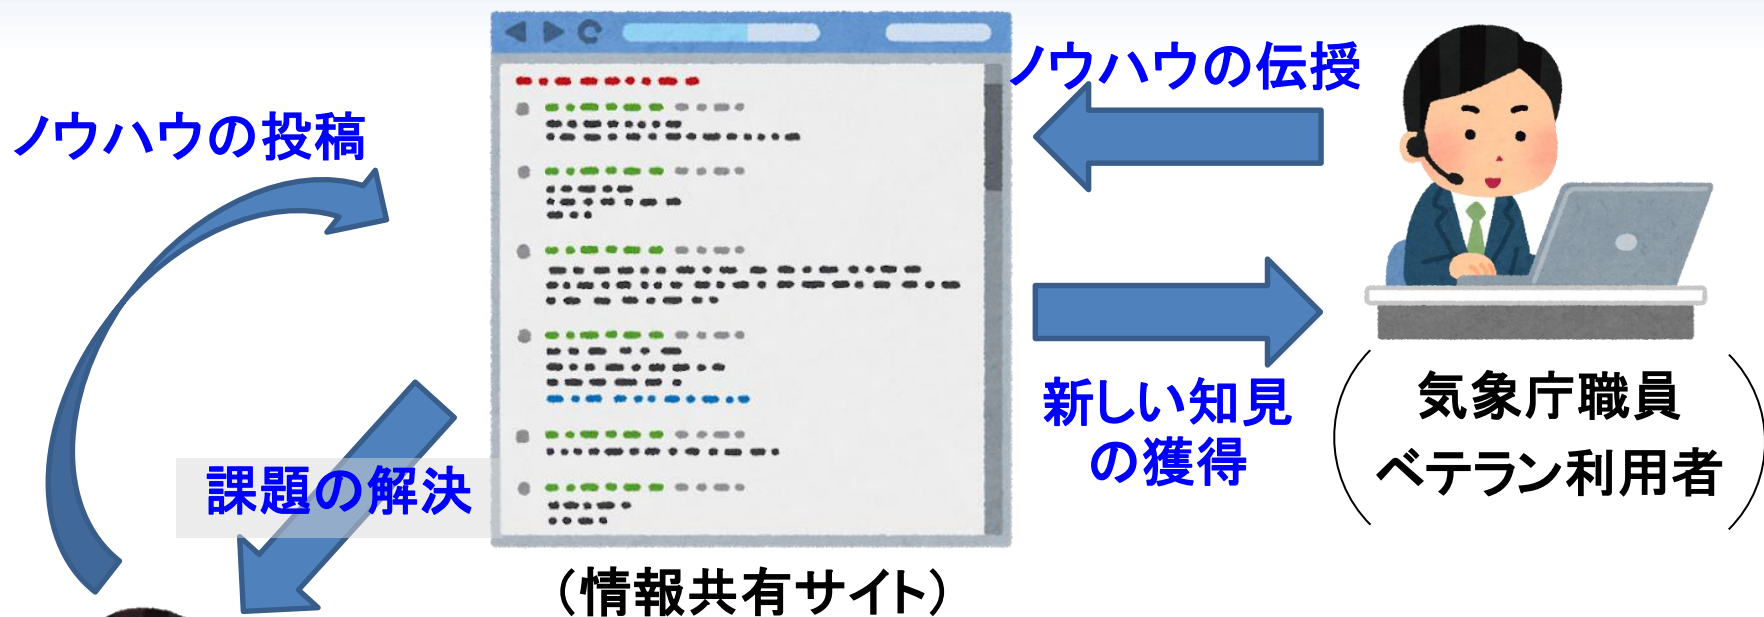 ノウハウの伝授
ノウハウの投稿
新しい知見
の獲得
気象庁職員
ベテラン利用者
課題の解決
（情報共有サイト）